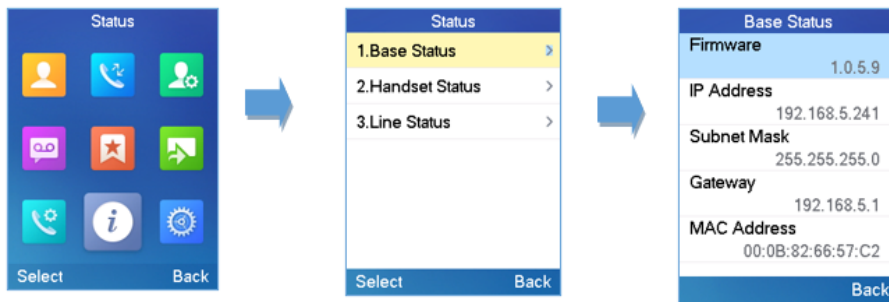 Status
Select Back
Status
1.Base Status
2.Handset Status
3.Line Status
Select Back
Base Status
Firmware
1.0.5.9
IP Address
192.168.5.241
Subnet Mask
255.255.255.0
Gateway
192.168.5.1
MAC Address
00:0B:82:66:57:C2
Back